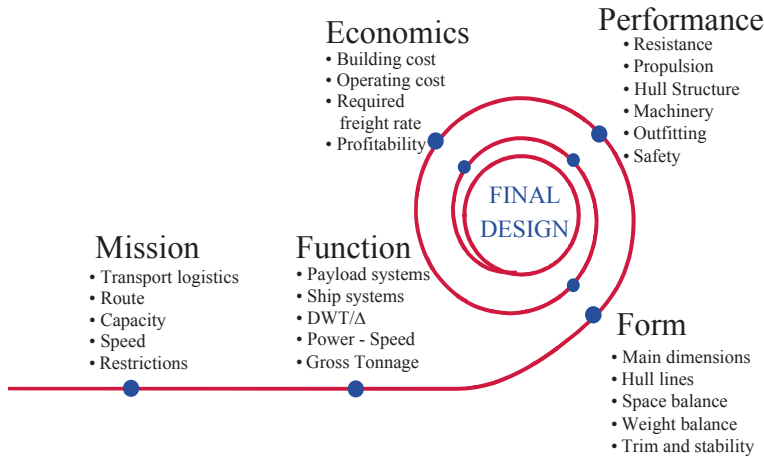 Economics
• Building cost
• Operating cost
• Required
freight rate
• Profitability
Performance
• Resistance
• Propulsion
• Hull Structure
• Machinery
• Outfitting
• Safety
FINAL
DESIGN
Mission
• Transport logistics
• Route
• Capacity
• Speed
• Restrictions
Function
• Payload systems
• Ship systems
• DWT/Δ
• Power - Speed
• Gross Tonnage
Form
• Main dimensions
• Hull lines
• Space balance
• Weight balance
• Trim and stability